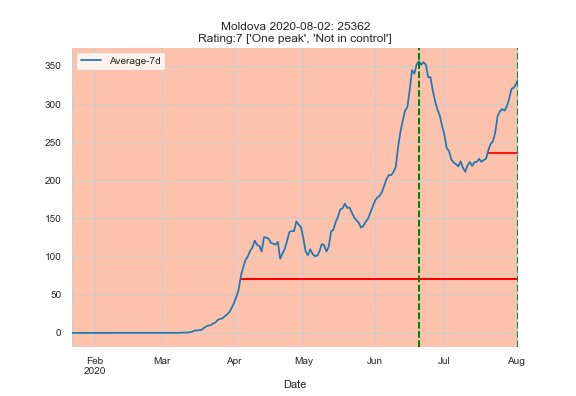 Moldova 2020-08-02: 25362
Rating:7 ['One peak', 'Not in control']
Average-7d
350
300
250
200
150
100
50
0
Feb
2020
Mar
Apr
May
Jun
Jul
Aug
Date